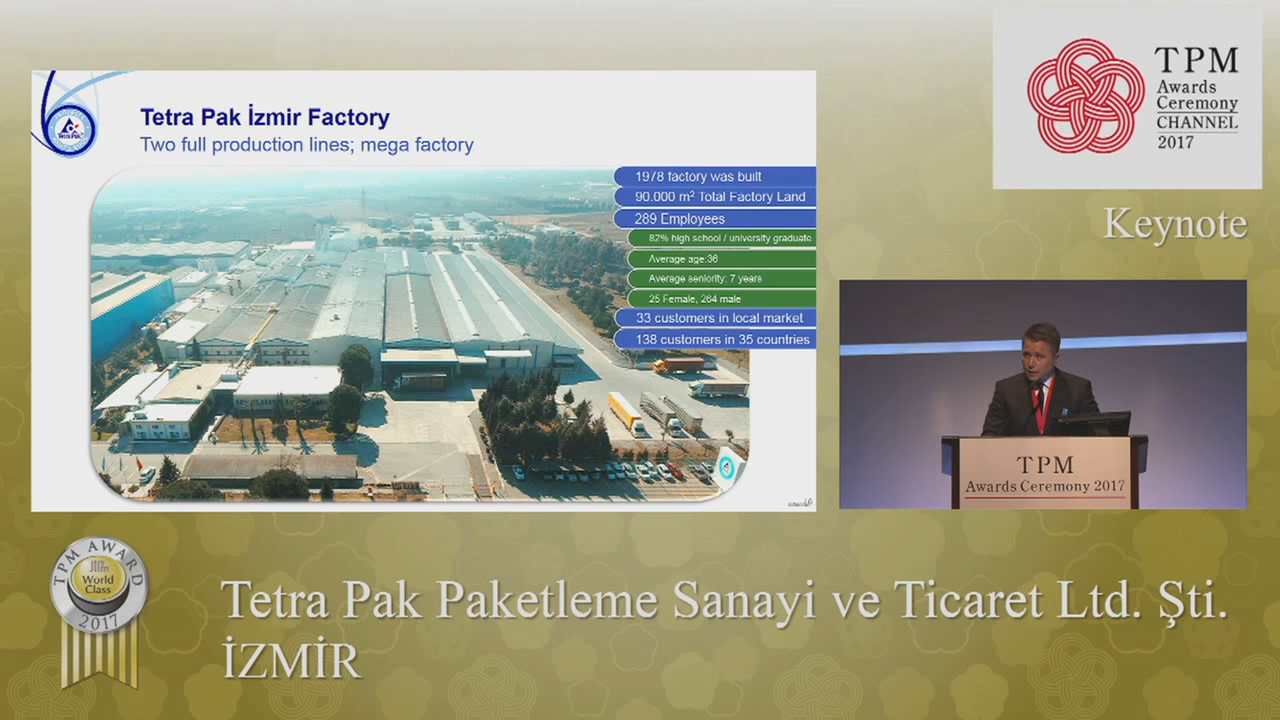 Tetra Pak İzmir Factory
Two full production lines; mega factory
Tetra Pak
1978 factory was built
90.000 m² Total Factory Land
289 Employees
82% high school / university graduate
Average age:36
Average seniority: 7 years
25 Female, 264 male
33 customers in local market
138 customers in 35 countries
TPM
Awards
Ceremony
CHANNEL
2017
Keynote
TPM
Awards Ceremony 2017
TPM AWARD
World
Class
2017
Tetra Pak Paketleme Sanayi ve Ticaret Ltd. Şti.
İZMİR